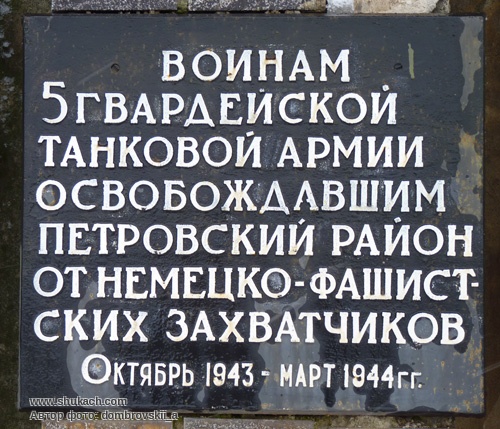 ВОИНАМ
5 ГВАРДЕЙСКОЙ
ТАНКОВОЙ АРМИИ
ОСВОБОЖДАВШИМ
ПЕТРОВСКИЙ РАЙОН
ОТ НЕМЕЦКО-ФАШИСТ-
СКИХ ЗАХВАТЧИКОВ
ОКТЯБРЬ 1943 - МАРТ 1944 ГГ.
www.shukach.com
Автор фото: dombrovskii_a